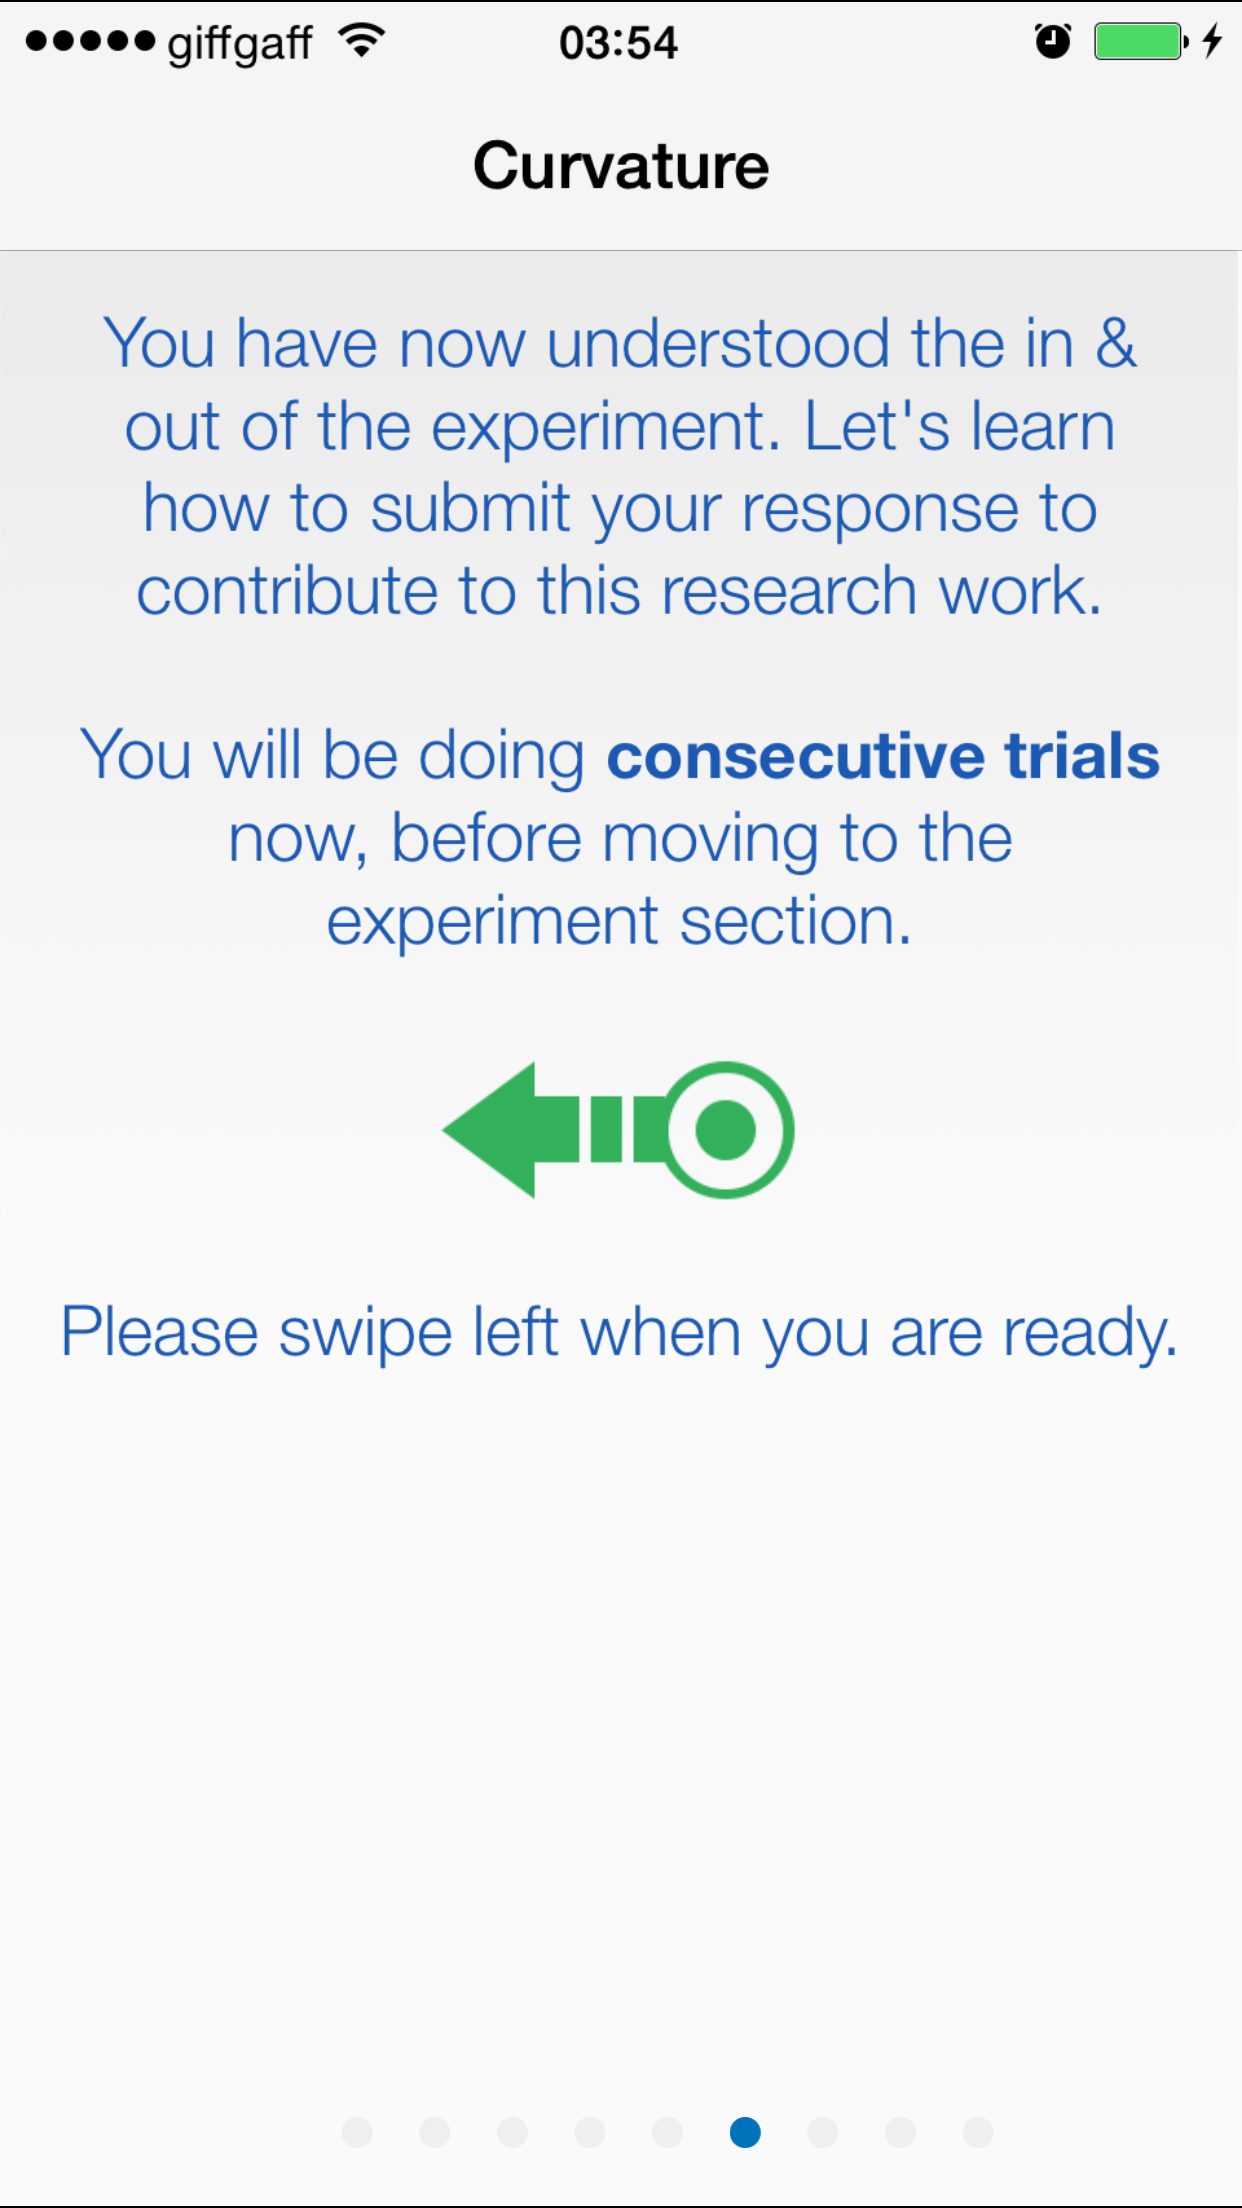 giffgaff 03:54
Curvature
You have now understood the in &
out of the experiment. Let's learn
how to submit your response to
contribute to this research work.
You will be doing consecutive trials
now, before moving to the
experiment section.
Please swipe left when you are ready.